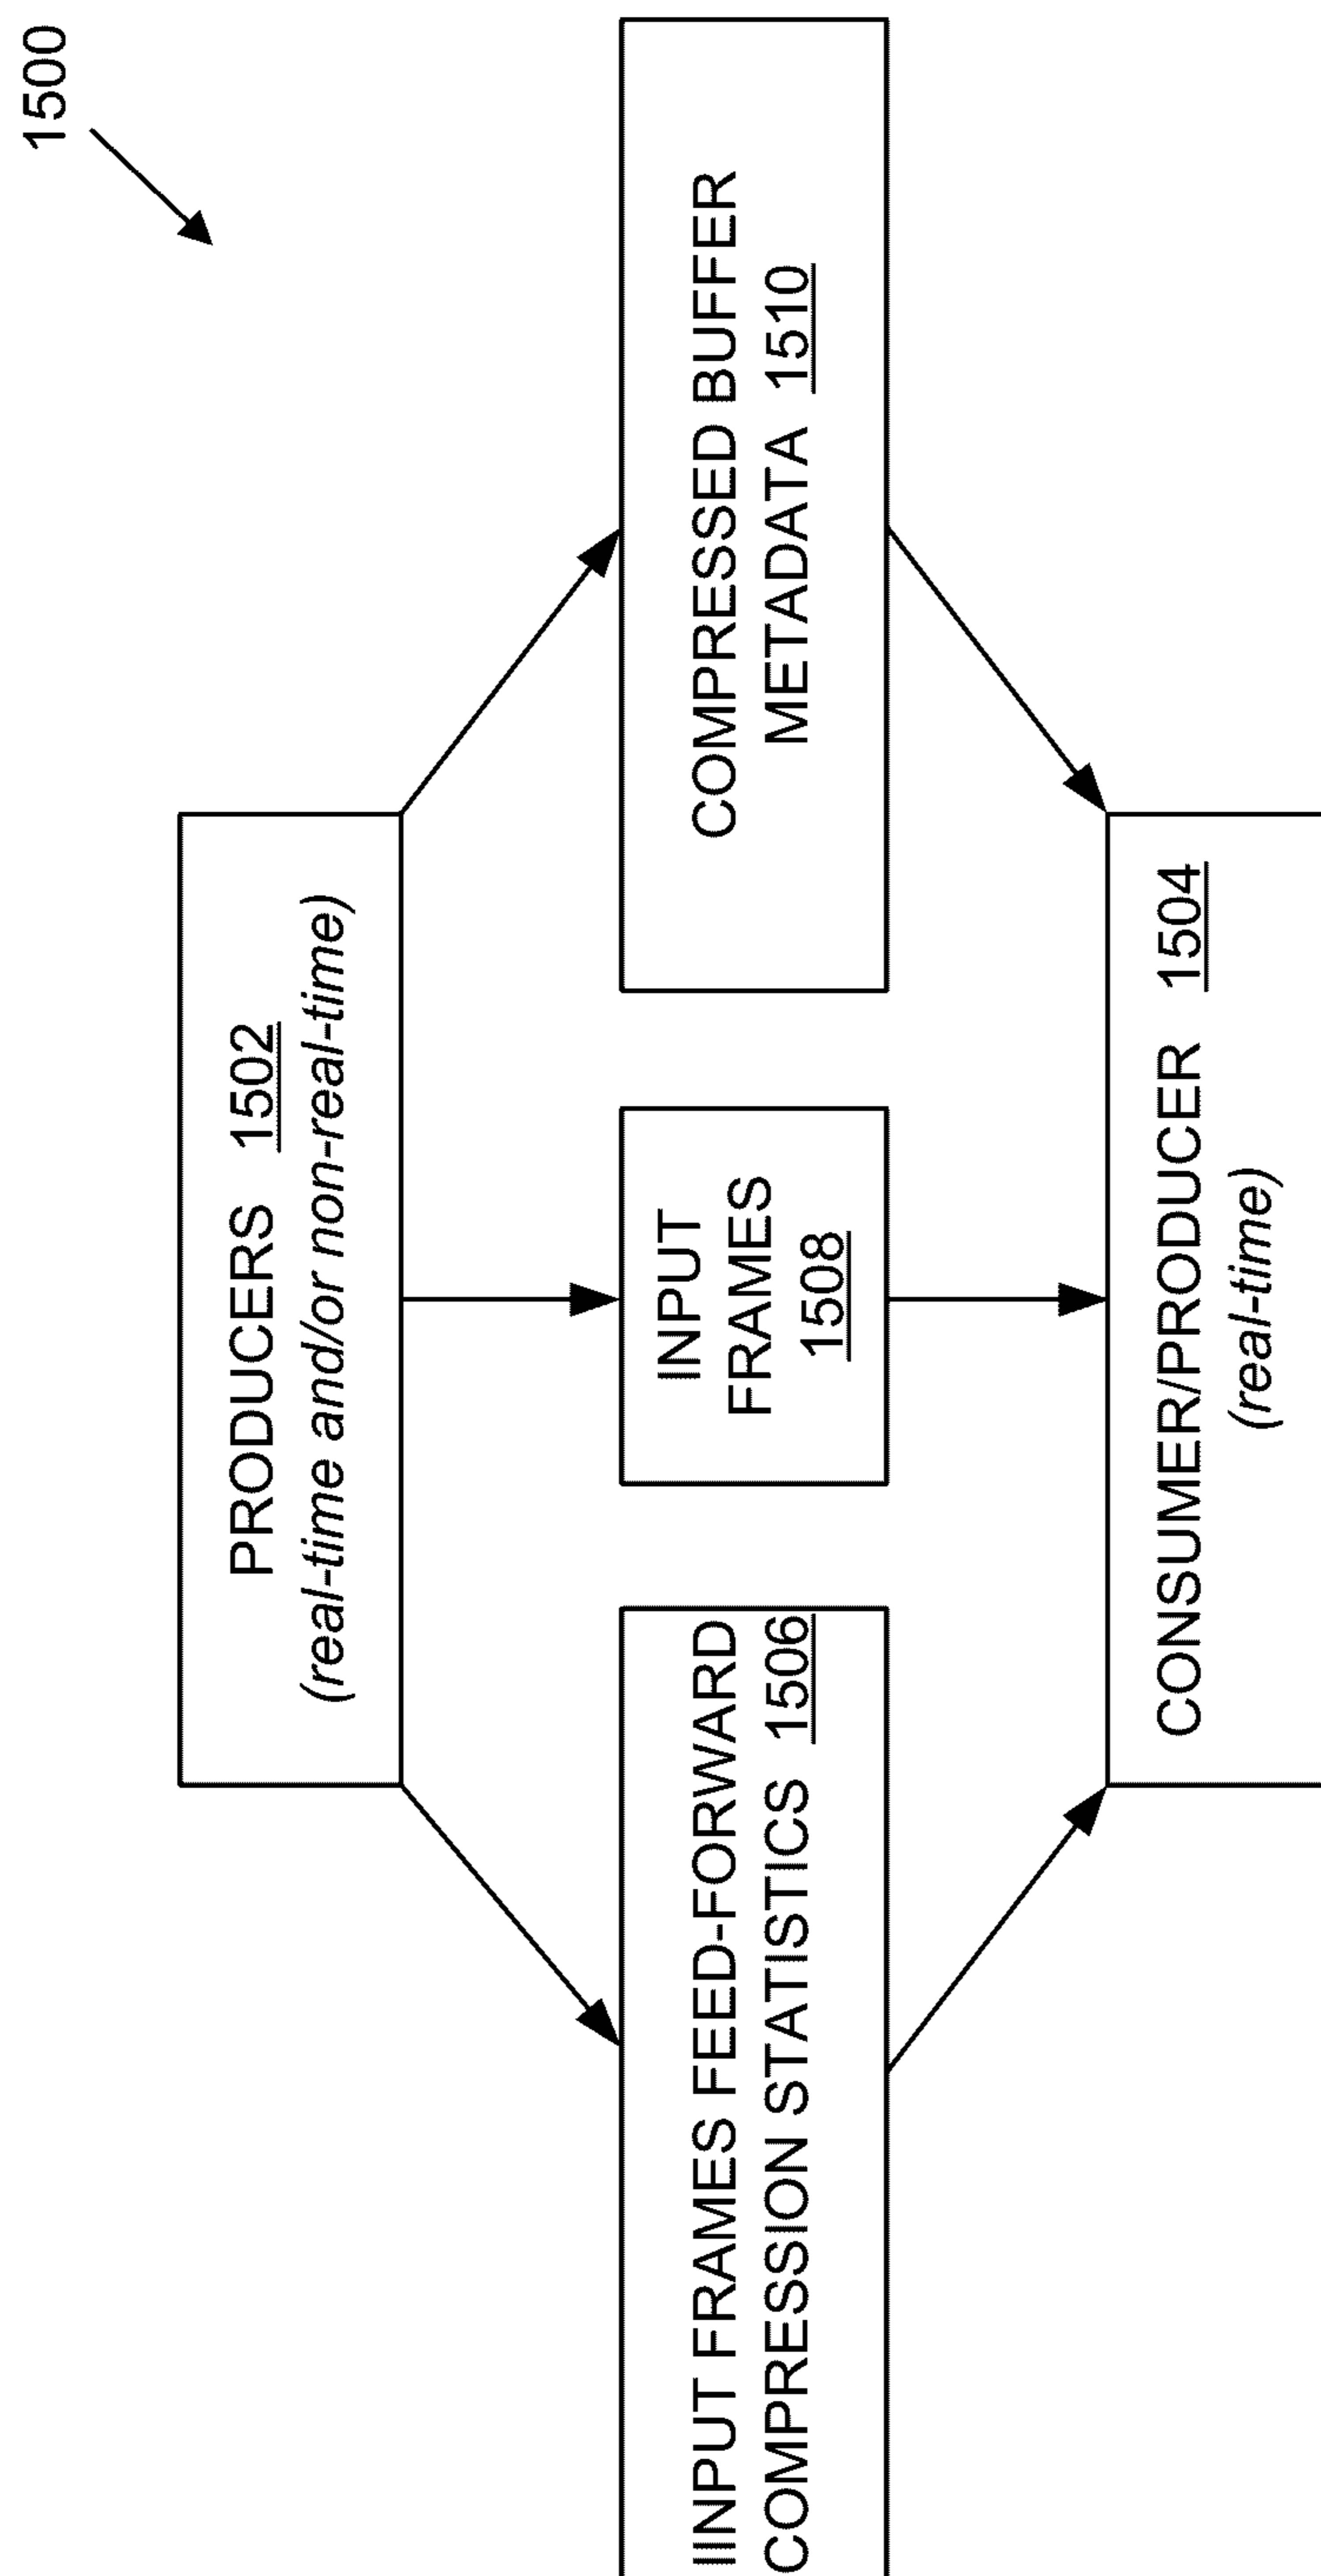 1500
PRODUCERS 1502
(real-time and/or non-real-time)
IINPUT FRAMES FEED-FORWARD
COMPRESSION STATISTICS 1506
INPUT
FRAMES
1508
COMPRESSED BUFFER
METADATA 1510
CONSUMER/PRODUCER 1504
(real-time)